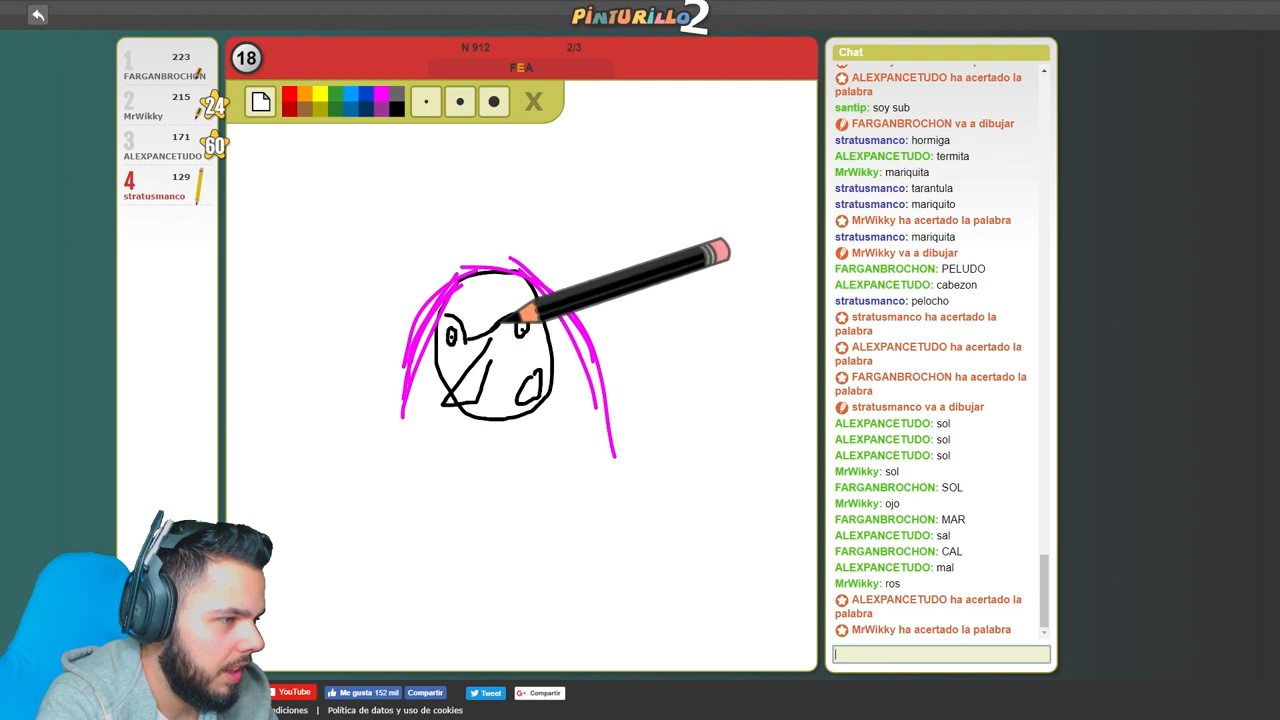 PINTURILLO 2
18
N 912
2/3
FEA
X
1
223
FARGANBROCHON
2
215
MrWikky
24
3
171
ALEXPANCETUDO
60
4
129
stratusmanco
Chat
ALEXPANCETUDO ha acertado la
palabra
santip: soy sub
FARGANBROCHON va a dibujar
stratusmanco: hormiga
ALEXPANCETUDO: termita
MrWikky: mariquita
stratusmanco: tarantula
stratusmanco: mariquito
MrWikky ha acertado la palabra
stratusmanco: mariquita
MrWikky va a dibujar
FARGANBROCHON: PELUDO
ALEXPANCETUDO: cabezon
stratusmanco: pelocho
stratusmanco ha acertado la
palabra
ALEXPANCETUDO ha acertado la
palabra
FARGANBROCHON ha acertado la
palabra
stratusmanco va a dibujar
ALEXPANCETUDO: sol
ALEXPANCETUDO: sol
ALEXPANCETUDO: sol
MrWikky: sol
FARGANBROCHON: SOL
MrWikky: ojo
FARGANBROCHON: MAR
ALEXPANCETUDO: sal
FARGANBROCHON: CAL
ALEXPANCETUDO: mal
MrWikky: ros
ALEXPANCETUDO ha acertado la
palabra
MrWikky ha acertado la palabra
YouTube
Me gusta 152 mil
Compartir
Tweet
G+ Compartir
diciones | Política de datos y uso de cookies